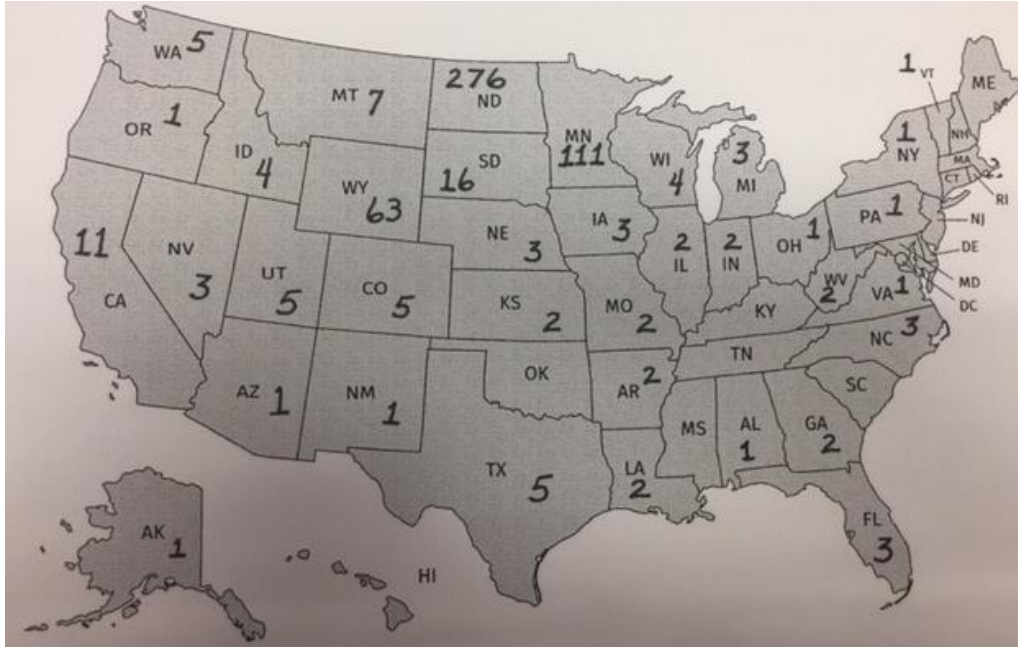 WA 5
OR 1
ID 4
MT 7
276
ND
16 SD
WY 63
NE 3
11
CA
NV 3
UT 5
CO 5
KS 2
AZ 1
NM 1
OK
TX 5
MN
111
IA 3
MO 2
AR 2
LA
2
WI
4
3
MI
2
IL
2
IN
OH 1
KY
TN
MS
AL
1
GA
2
FL
3
SC
NC 3
VA 1
WV
2
PA 1
1
NY
1 VT
NH
ME
MA
CT
RI
NJ
DE
MD
DC
AK 1
HI